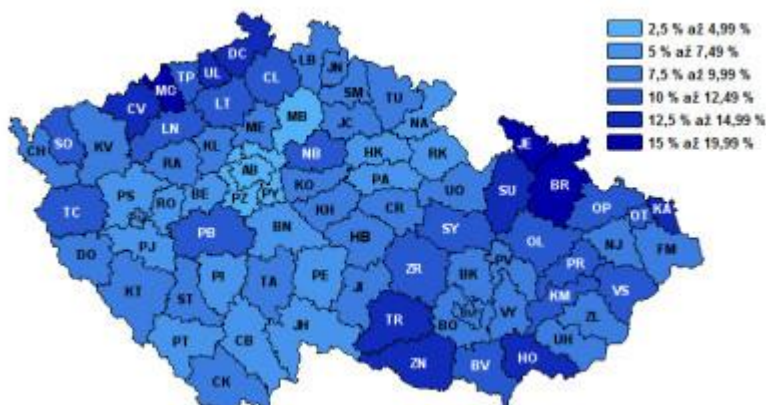 2,5 % až 4,99 %
5 % až 7,49 %
7,5 % až 9,99 %
10 % až 12,49 %
12,5 % až 14,99 %
15 % až 19,99 %
DC
UL
TP
MO
CV
LT
CL
LB
JN
SM
TU
LN
ME
MB
JC
NA
CH
SO
KV
RA
KL
AB
NB
HK
RK
JE
PS
RO
BE
PZ
PY
KO
PA
UO
SU
BR
TC
PJ
PB
BN
KH
CR
SY
OP
OT
KA
DO
HB
OL
NJ
FM
KT
ST
PI
TA
PE
JI
ZR
BK
PV
PR
VS
KM
PT
CB
JH
TR
BO
VY
ZL
UH
CK
ZN
BV
HO